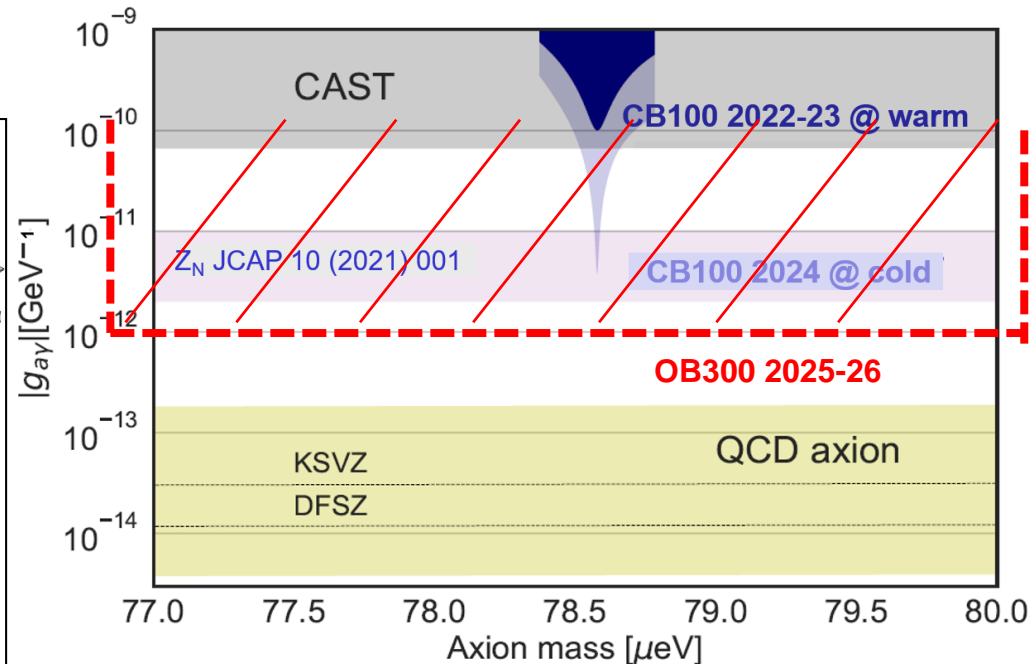 10⁻⁹
CAST
CB100 2022-23 @ warm
10⁻¹⁰
10⁻¹¹
Z_N JCAP 10 (2021) 001
CB100 2024 @ cold
10⁻¹²
|g_aγ|[GeV⁻¹]
OB300 2025-26
10⁻¹³
QCD axion
KSVZ
DFSZ
10⁻¹⁴
77.0 77.5 78.0 78.5 79.0 79.5 80.0
Axion mass [μeV]